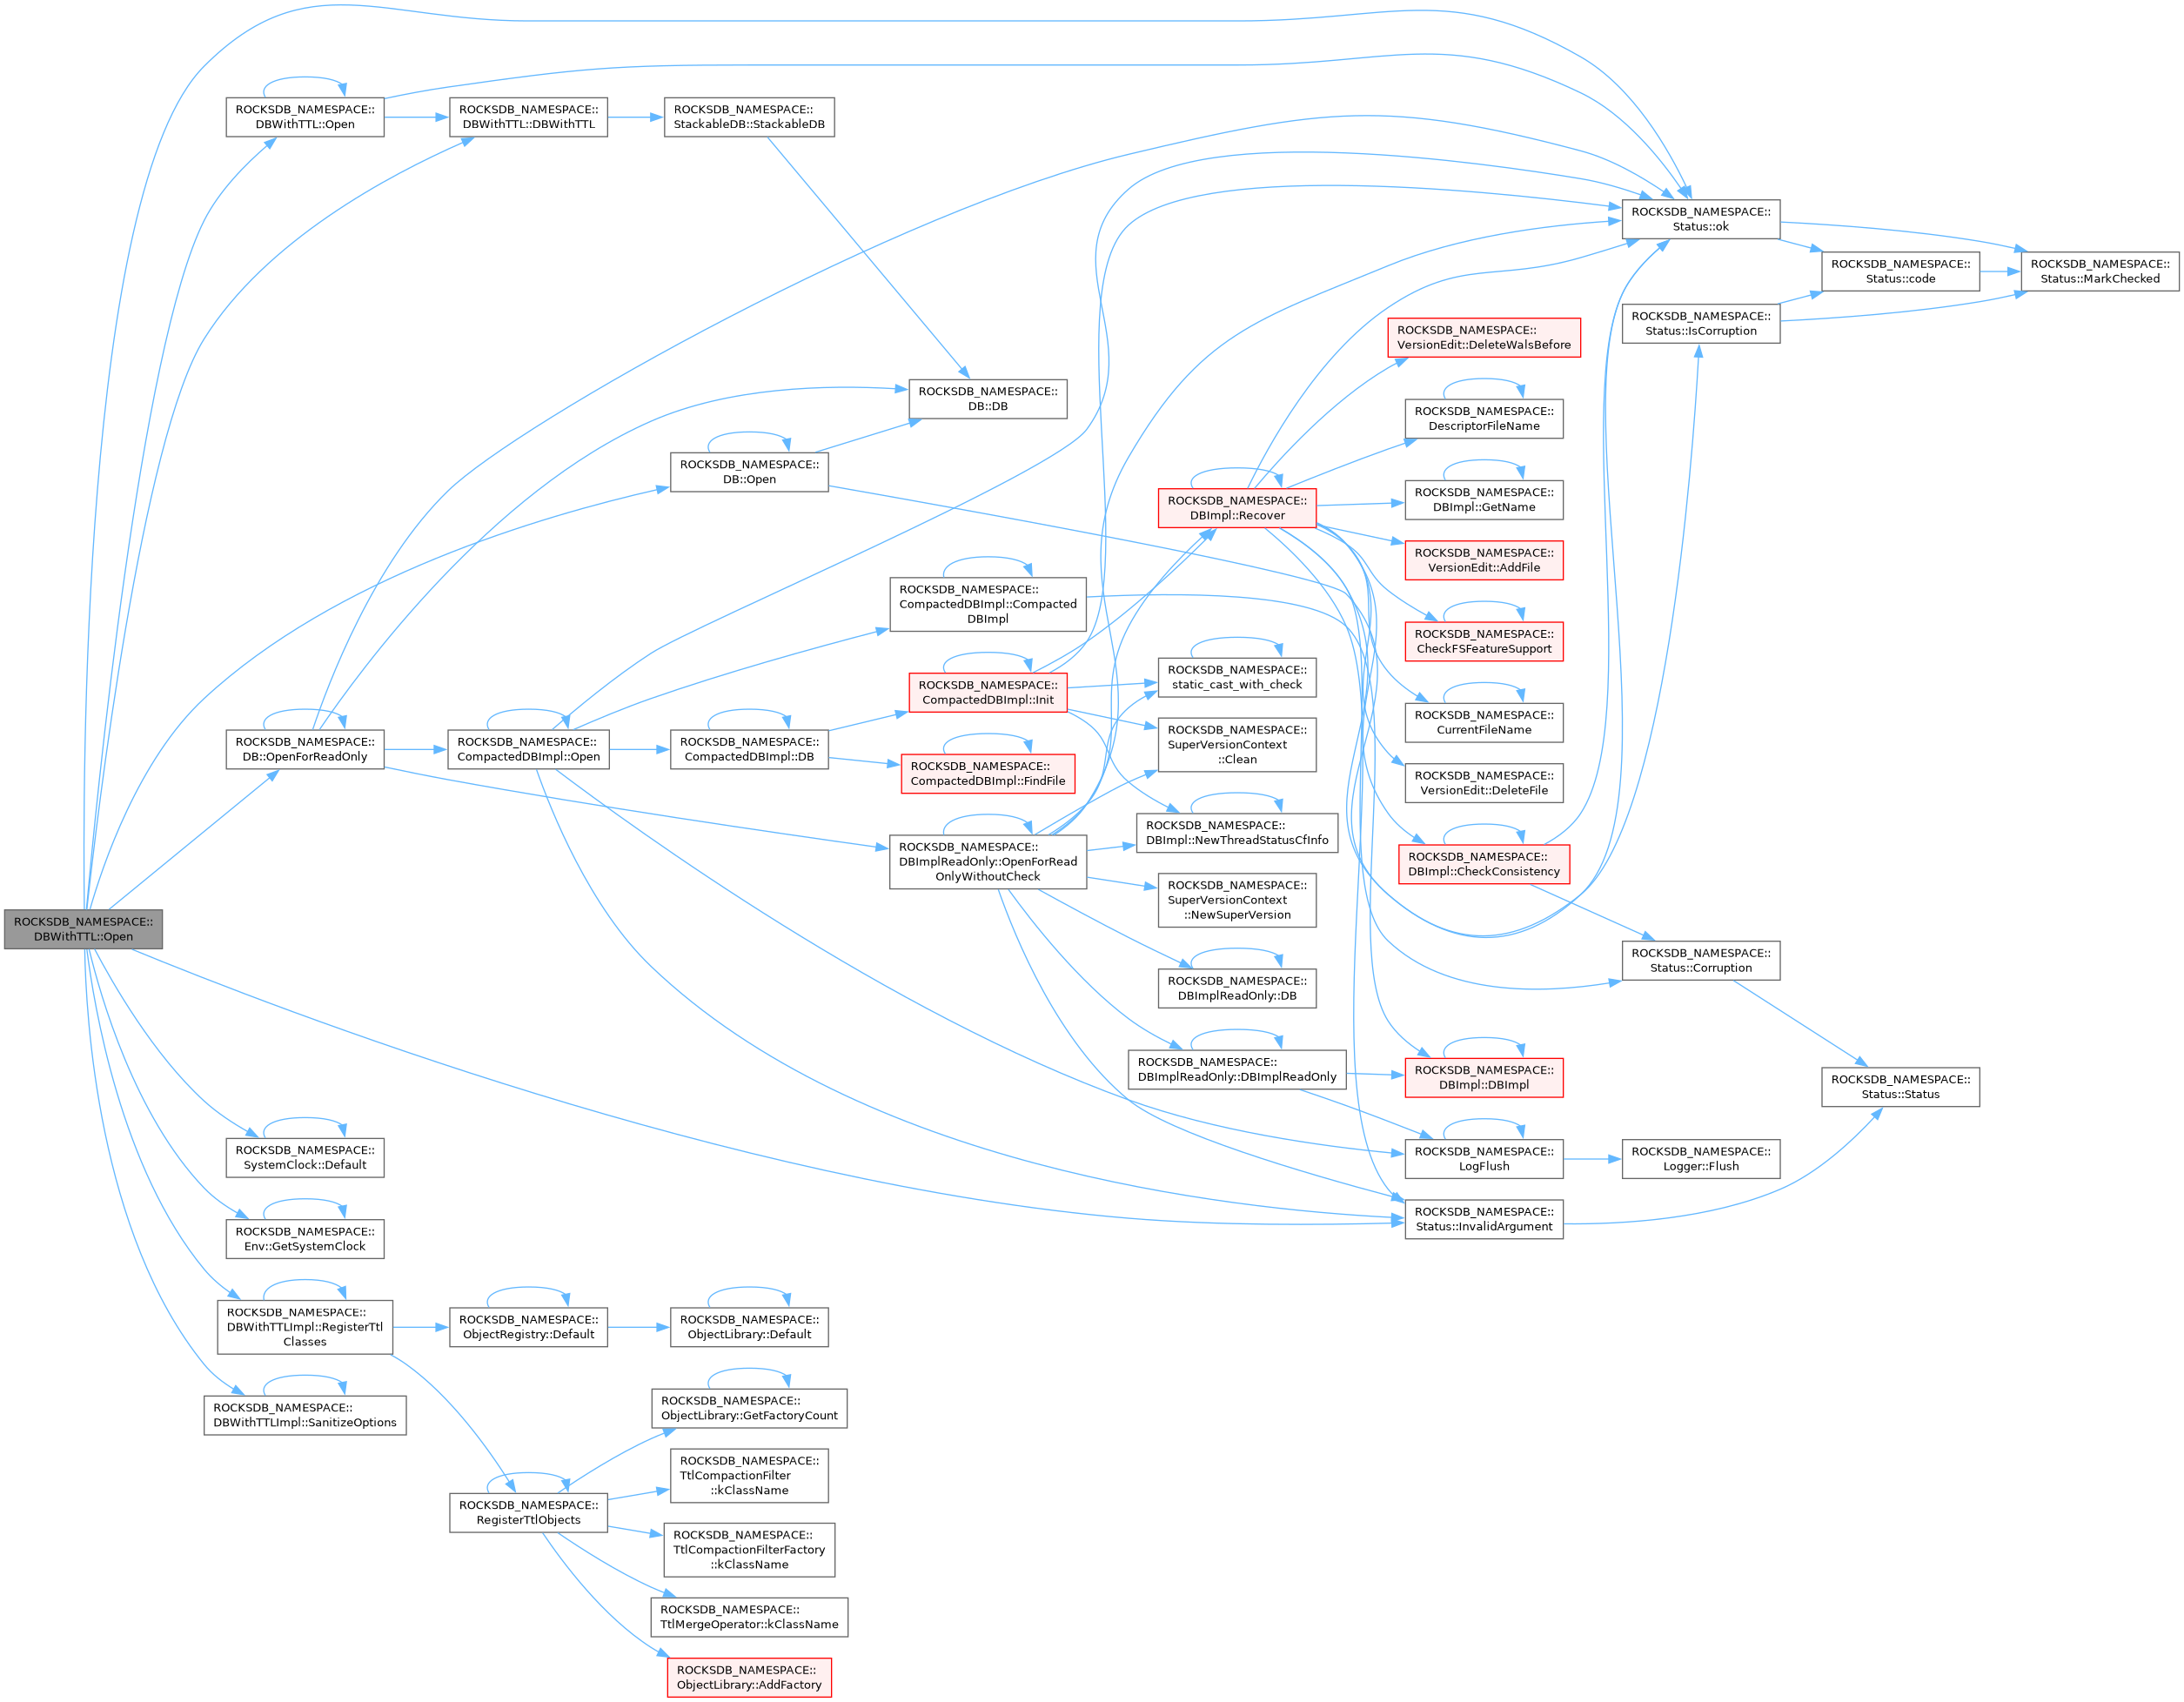 ROCKSDB_NAMESPACE::
DBWithTTL::Open
ROCKSDB_NAMESPACE::
DBWithTTL::Open
ROCKSDB_NAMESPACE::
DBWithTTL::DBWithTTL
ROCKSDB_NAMESPACE::
StackableDB::StackableDB
ROCKSDB_NAMESPACE::
DB::DB
ROCKSDB_NAMESPACE::
DB::Open
ROCKSDB_NAMESPACE::
DB::OpenForReadOnly
ROCKSDB_NAMESPACE::
CompactedDBImpl::Open
ROCKSDB_NAMESPACE::
CompactedDBImpl::DB
ROCKSDB_NAMESPACE::
CompactedDBImpl::Compacted
DBImpl
ROCKSDB_NAMESPACE::
CompactedDBImpl::Init
ROCKSDB_NAMESPACE::
CompactedDBImpl::FindFile
ROCKSDB_NAMESPACE::
DBImplReadOnly::OpenForRead
OnlyWithoutCheck
ROCKSDB_NAMESPACE::
DBImpl::Recover
ROCKSDB_NAMESPACE::
static_cast_with_check
ROCKSDB_NAMESPACE::
SuperVersionContext
::Clean
ROCKSDB_NAMESPACE::
DBImpl::NewThreadStatusCfInfo
ROCKSDB_NAMESPACE::
SuperVersionContext
::NewSuperVersion
ROCKSDB_NAMESPACE::
DBImplReadOnly::DB
ROCKSDB_NAMESPACE::
DBImplReadOnly::DBImplReadOnly
ROCKSDB_NAMESPACE::
Status::ok
ROCKSDB_NAMESPACE::
Status::code
ROCKSDB_NAMESPACE::
Status::MarkChecked
ROCKSDB_NAMESPACE::
Status::IsCorruption
ROCKSDB_NAMESPACE::
VersionEdit::DeleteWalsBefore
ROCKSDB_NAMESPACE::
DescriptorFileName
ROCKSDB_NAMESPACE::
DBImpl::GetName
ROCKSDB_NAMESPACE::
VersionEdit::AddFile
ROCKSDB_NAMESPACE::
CheckFSFeatureSupport
ROCKSDB_NAMESPACE::
CurrentFileName
ROCKSDB_NAMESPACE::
VersionEdit::DeleteFile
ROCKSDB_NAMESPACE::
DBImpl::CheckConsistency
ROCKSDB_NAMESPACE::
Status::Corruption
ROCKSDB_NAMESPACE::
DBImpl::DBImpl
ROCKSDB_NAMESPACE::
Status::Status
ROCKSDB_NAMESPACE::
LogFlush
ROCKSDB_NAMESPACE::
Logger::Flush
ROCKSDB_NAMESPACE::
Status::InvalidArgument
ROCKSDB_NAMESPACE::
SystemClock::Default
ROCKSDB_NAMESPACE::
Env::GetSystemClock
ROCKSDB_NAMESPACE::
DBWithTTLImpl::RegisterTtl
Classes
ROCKSDB_NAMESPACE::
ObjectRegistry::Default
ROCKSDB_NAMESPACE::
ObjectLibrary::Default
ROCKSDB_NAMESPACE::
DBWithTTLImpl::SanitizeOptions
ROCKSDB_NAMESPACE::
RegisterTtlObjects
ROCKSDB_NAMESPACE::
ObjectLibrary::GetFactoryCount
ROCKSDB_NAMESPACE::
TtlCompactionFilter
::kClassName
ROCKSDB_NAMESPACE::
TtlCompactionFilterFactory
::kClassName
ROCKSDB_NAMESPACE::
TtlMergeOperator::kClassName
ROCKSDB_NAMESPACE::
ObjectLibrary::AddFactory